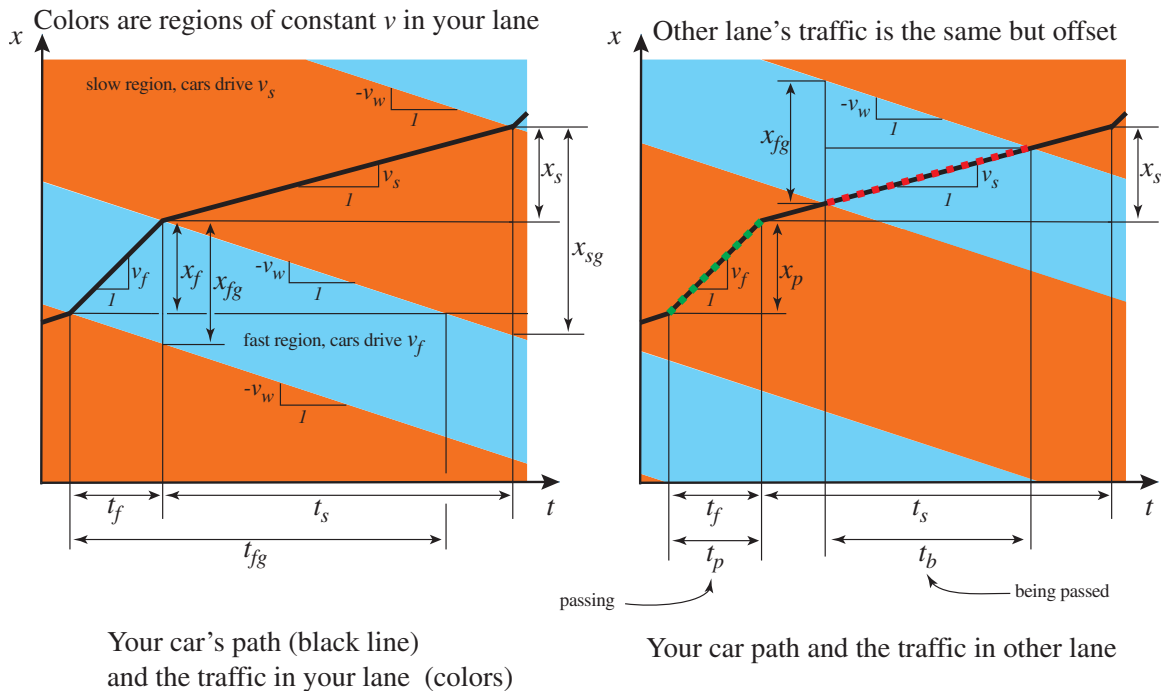 Colors are regions of constant v in your lane
x
slow region, cars drive v_s
-v_w
1
v_s
1
x_s
x_sg
v_f
1
x_f
x_fg
-v_w
1
fast region, cars drive v_f
-v_w
1
t_f
t_s
t
t_fg
Your car's path (black line)
and the traffic in your lane (colors)
Other lane's traffic is the same but offset
x
-v_w
1
x_fg
v_s
1
x_s
v_f
1
x_p
t_f
t_s
t
t_p
t_b
passing
being passed
Your car path and the traffic in other lane